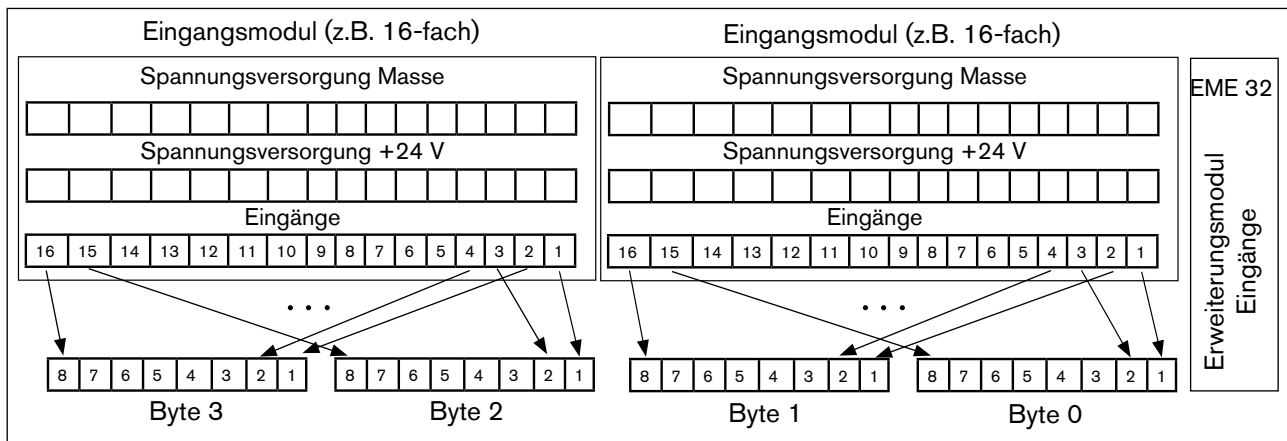 Eingangsmodul (z.B. 16-fach) Eingangsmodul (z.B. 16-fach)
Spannungsversorgung Masse Spannungsversorgung Masse
EME 32
Spannungsversorgung +24 V Spannungsversorgung +24 V
Erweiterungsmodul
Eingänge
Eingänge Eingänge
16 15 14 13 12 11 10 9 8 7 6 5 4 3 2 1 16 15 14 13 12 11 10 9 8 7 6 5 4 3 2 1
. . . . . .
8 7 6 5 4 3 2 1 8 7 6 5 4 3 2 1 8 7 6 5 4 3 2 1 8 7 6 5 4 3 2 1
Byte 3 Byte 2 Byte 1 Byte 0